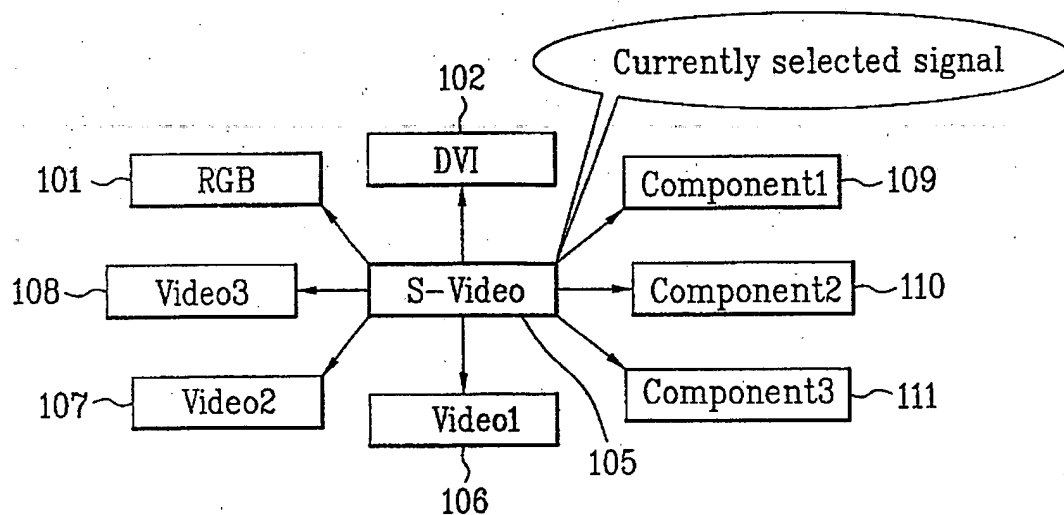 Currently selected signal
102
101
RGB
DVI
Component1
109
108
Video3
S-Video
Component2
110
107
Video2
Video1
Component3
111
105
106